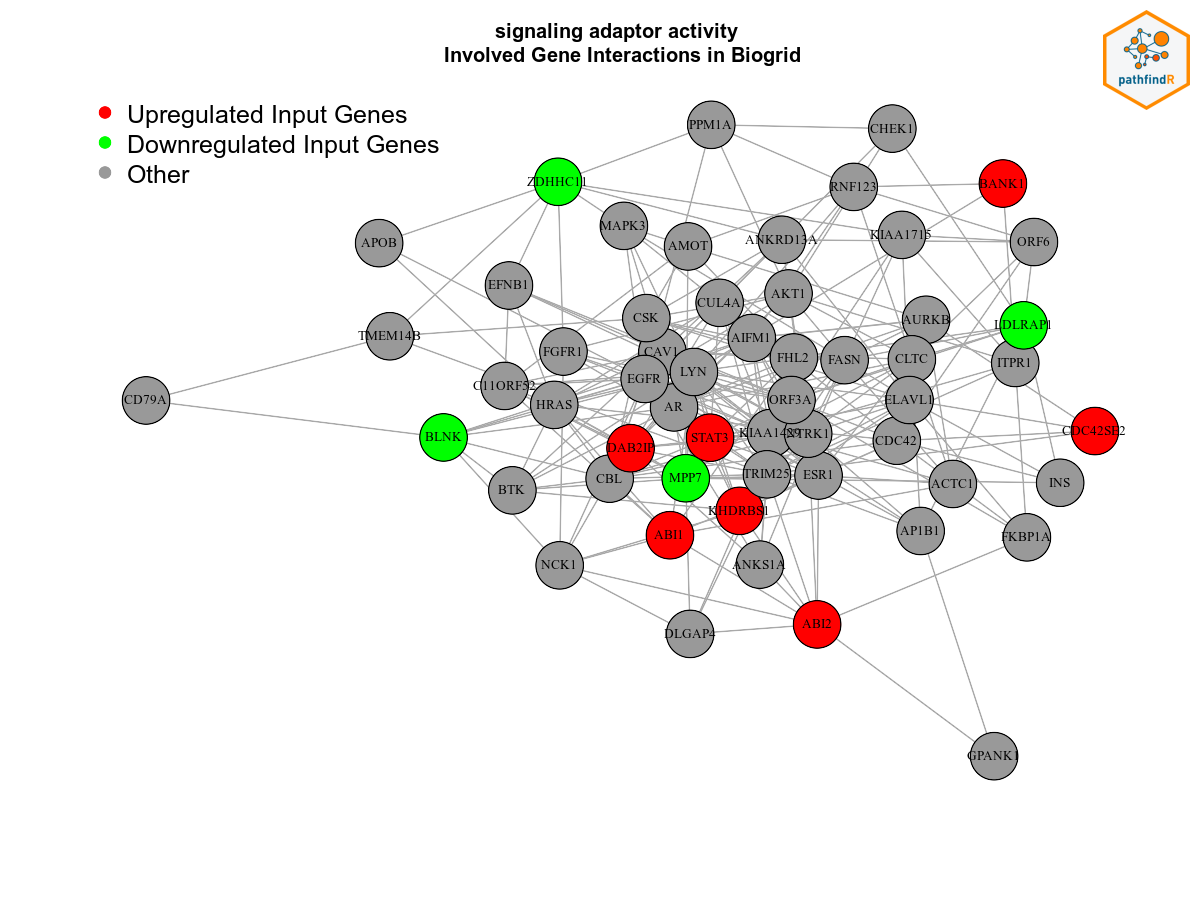 signaling adaptor activity
Involved Gene Interactions in Biogrid
pathfindR
Upregulated Input Genes
Downregulated Input Genes
Other
PPM1A
CHEK1
ZDHHC11
RNF123
BANK1
MAPK3
APOB
AMOT
ANKRD13A
KIAA1715
ORF6
EFNB1
AKT1
CUL4A
CSK
AURKB
LDLRAP1
TMEM14B
AIFM1
FGFR1
CAV1
FHL2
FASN
CLTC
ITPR1
C11ORF52
EGFR
LYN
CD79A
HRAS
AR
ORF3A
ELAVL1
BLNK
DAB2IP
STAT3
KIAA1429
NTRK1
CDC42
CDC42SE2
BTK
CBL
MPP7
TRIM25
ESR1
ACTC1
INS
KHDRBS1
ABI1
AP1B1
FKBP1A
NCK1
ANKS1A
DLGAP4
ABI2
GPANK1